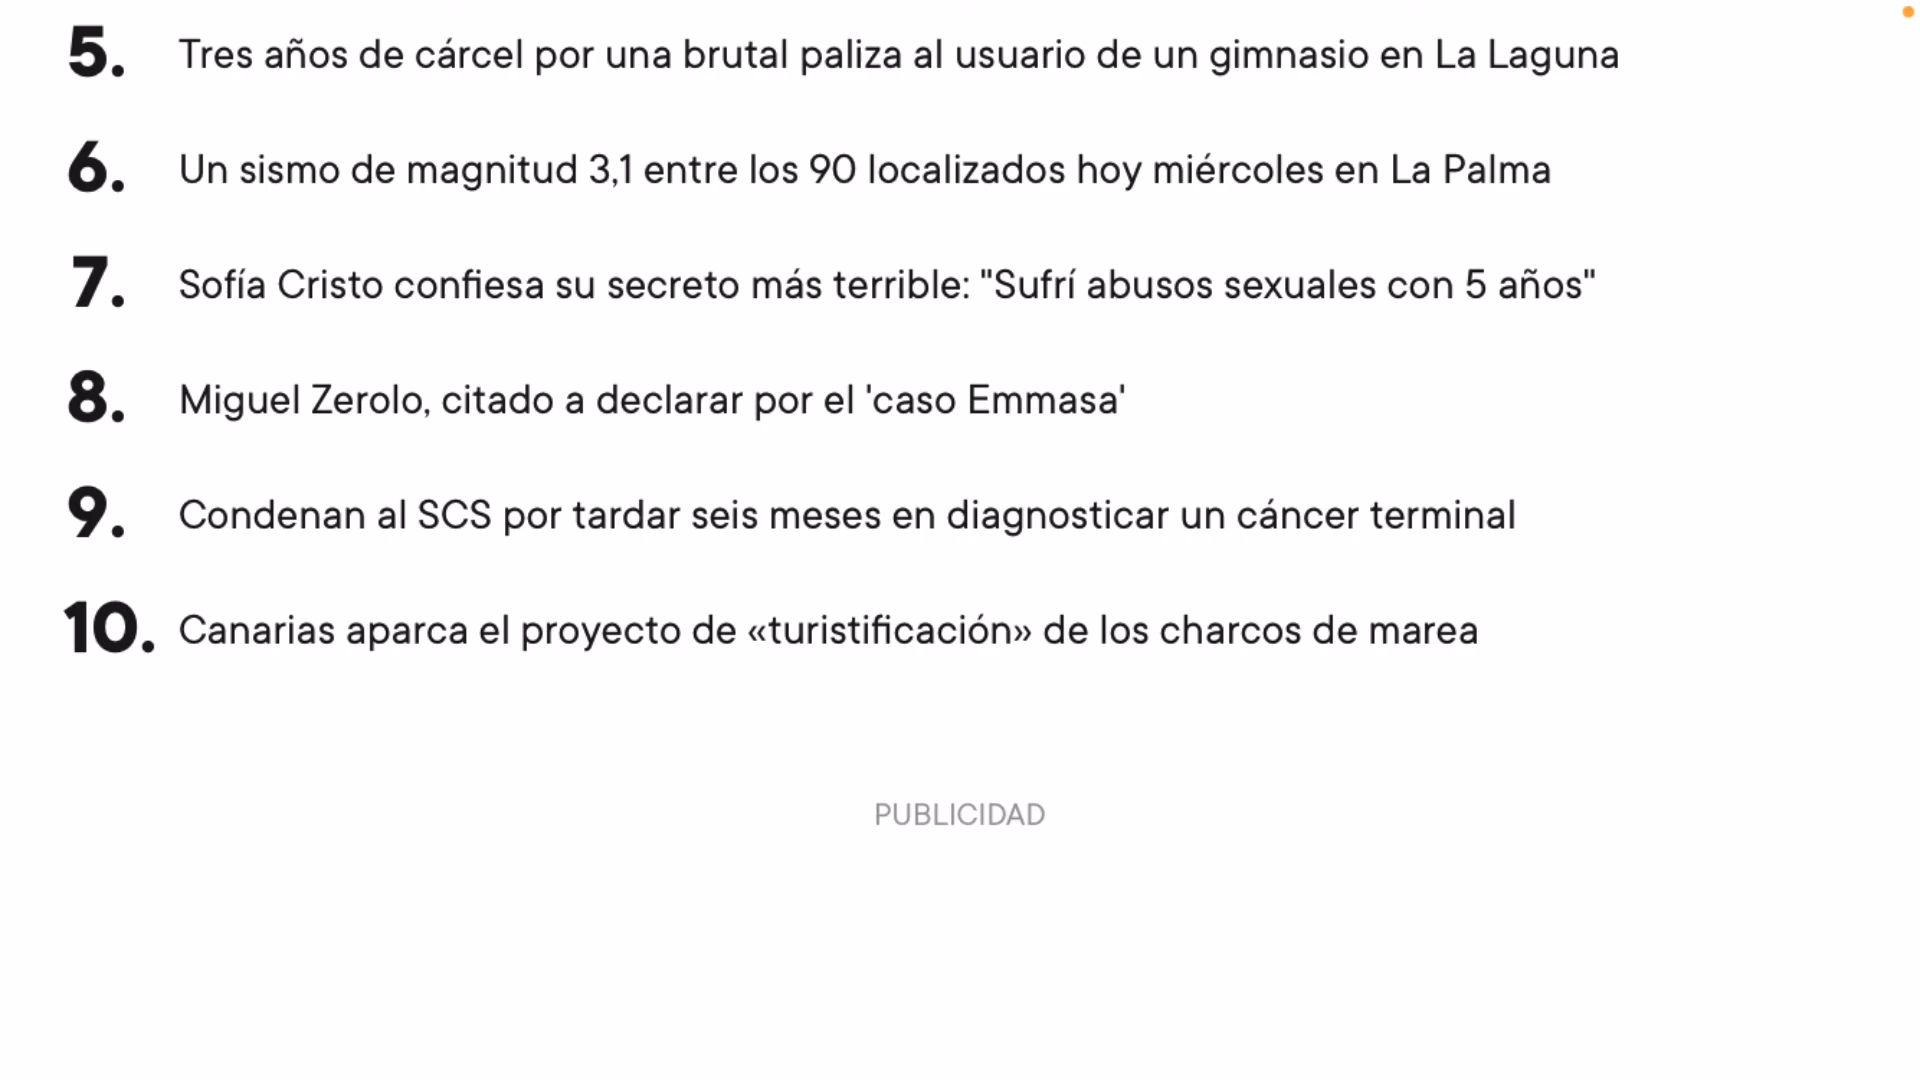 5. Tres años de cárcel por una brutal paliza al usuario de un gimnasio en La Laguna
6. Un sismo de magnitud 3,1 entre los 90 localizados hoy miércoles en La Palma
7. Sofía Cristo confiesa su secreto más terrible: "Sufrí abusos sexuales con 5 años"
8. Miguel Zerolo, citado a declarar por el 'caso Emmasa'
9. Condenan al SCS por tardar seis meses en diagnosticar un cáncer terminal
10. Canarias aparca el proyecto de «turistificación» de los charcos de marea
PUBLICIDAD